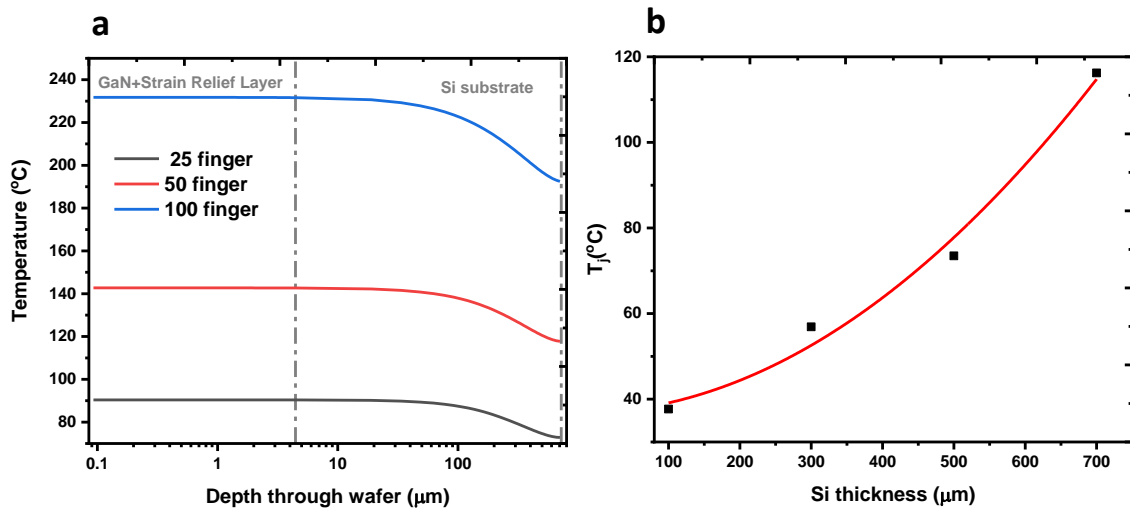 a
GaN+Strain Relief Layer
Si substrate
25 finger
50 finger
100 finger
Temperature (ºC)
240
220
200
180
160
140
120
100
80
0.1
1
10
100
Depth through wafer (μm)
b
Tj(ºC)
120
100
80
60
40
100
200
300
400
500
600
700
Si thickness (μm)